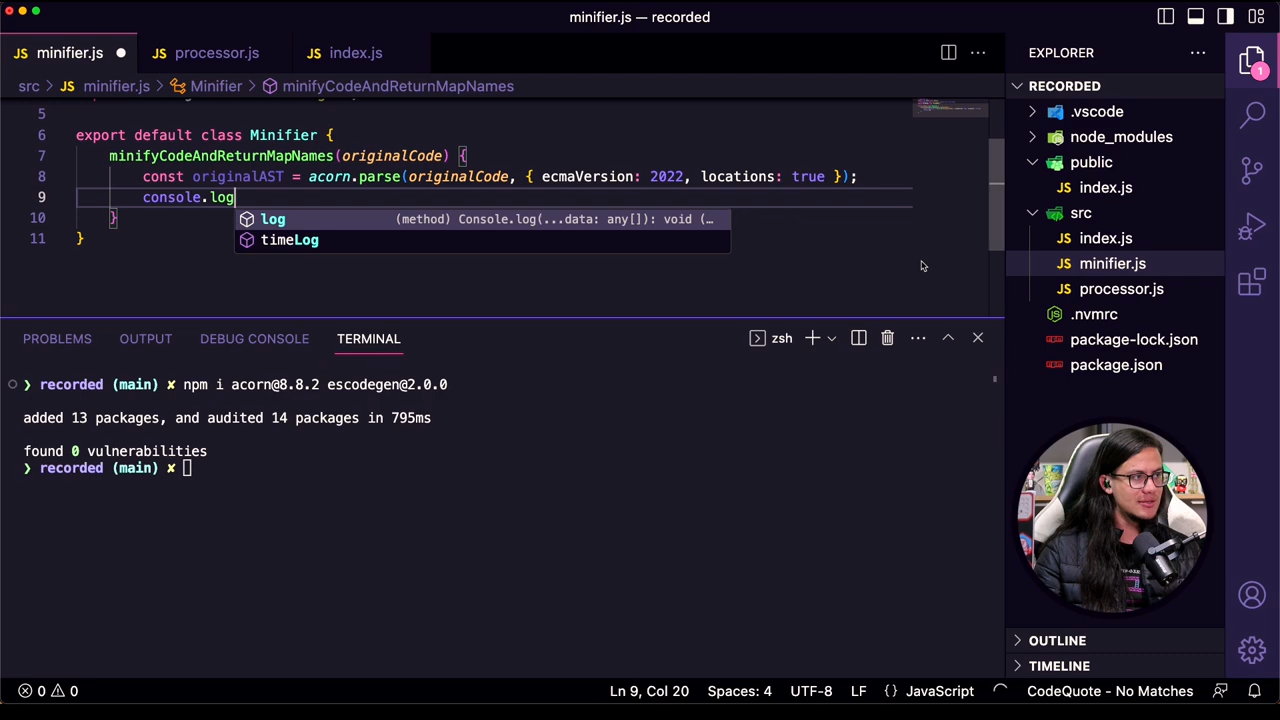 minifier.js — recorded
JS minifier.js ●
JS processor.js
JS index.js
···
EXPLORER
···
src > JS minifier.js > Minifier > minifyCodeAndReturnMapNames
RECORDED
.vscode
node_modules
public
JS index.js
src
JS index.js
JS minifier.js
JS processor.js
.nvmrc
package-lock.json
package.json
1
5
6 export default class Minifier {
7 minifyCodeAndReturnMapNames(originalCode) {
8 const originalAST = acorn.parse(originalCode, { ecmaVersion: 2022, locations: true });
9 console.log
10 }
11 }
log (method) Console.log(...data: any[]): void (…
timeLog
PROBLEMS OUTPUT DEBUG CONSOLE TERMINAL
zsh
❯ recorded (main) ✘ npm i acorn@8.8.2 escodegen@2.0.0
added 13 packages, and audited 14 packages in 795ms
found 0 vulnerabilities
❯ recorded (main) ✘
OUTLINE
TIMELINE
0 0
Ln 9, Col 20 Spaces: 4 UTF-8 LF {} JavaScript CodeQuote - No Matches